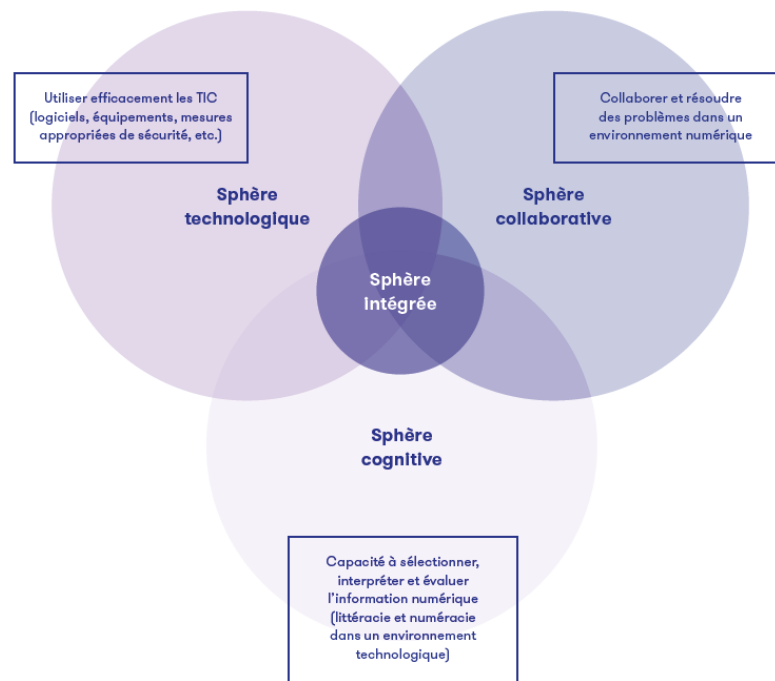 Utiliser efficacement les TIC
(logiciels, équipements, mesures
appropriées de sécurité, etc.)
Collaborer et résoudre
des problèmes dans un
environnement numérique
Sphère
technologique
Sphère
collaborative
Sphère
intégrée
Sphère
cognitive
Capacité à sélectionner,
interpréter et évaluer
l'information numérique
(littéracie et numéracie
dans un environnement
technologique)